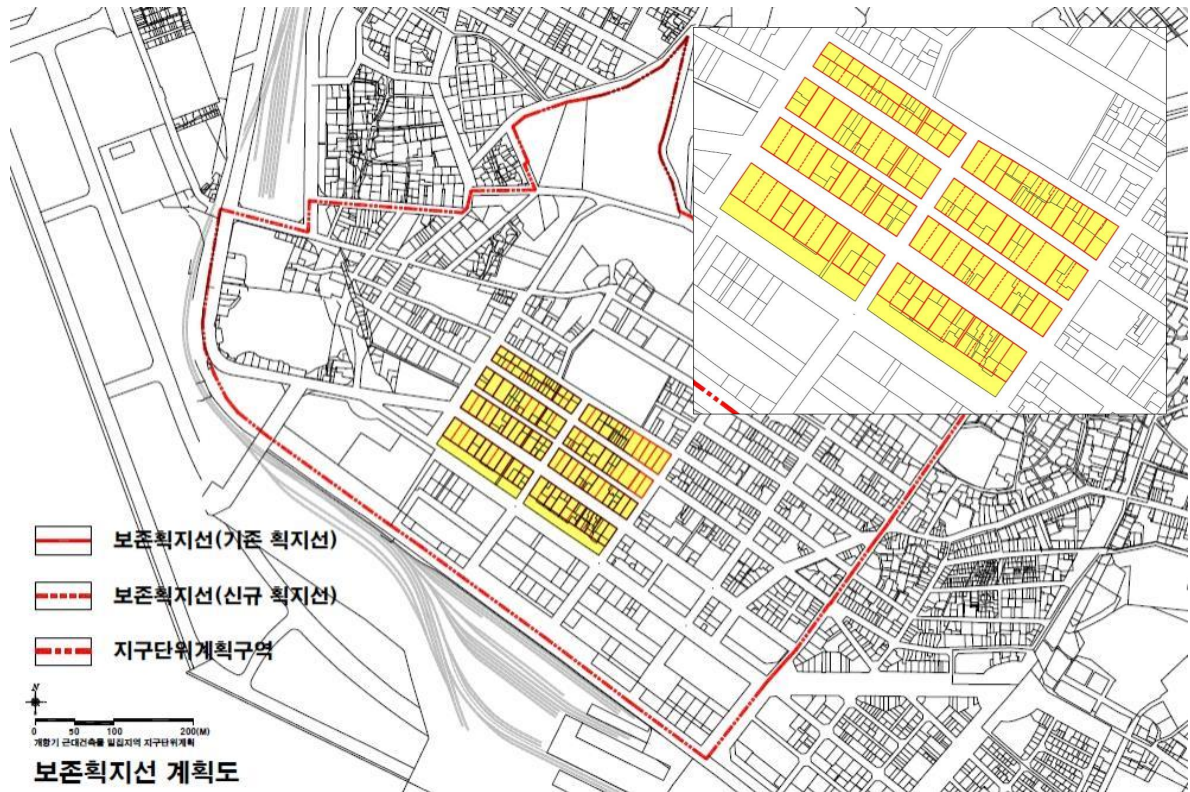 보존획지선(기존 획지선)
보존획지선(신규 획지선)
지구단위계획구역
N
0 50 100 200(M)
개항기 근대건축물 밀집지역 지구단위계획
보존획지선 계획도